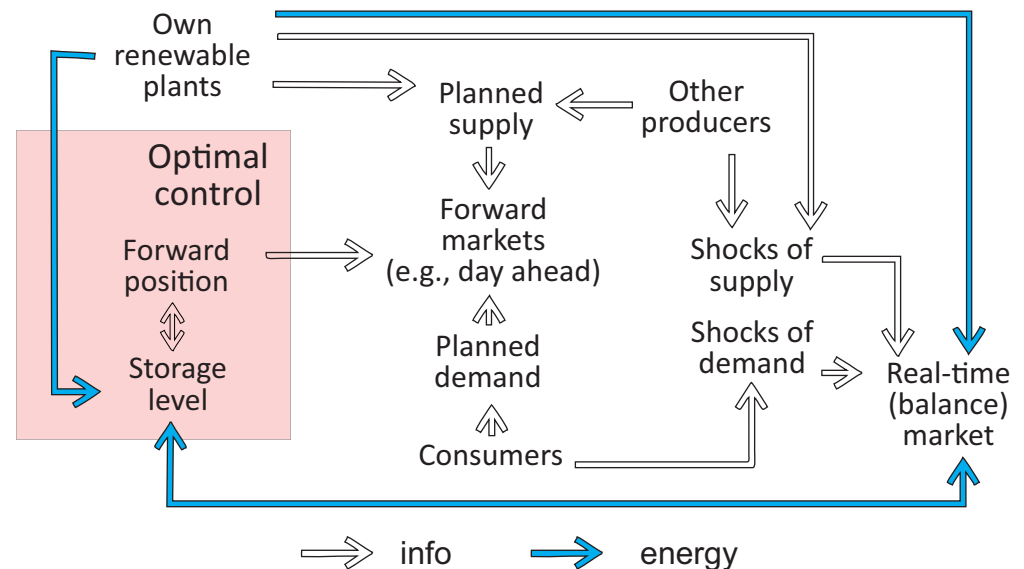 Own
renewable
plants
Planned
supply
Other
producers
Optimal
control
Forward
markets
(e.g., day ahead)
Forward
position
Shocks of
supply
Planned
demand
Shocks of
demand
Storage
level
Real-time
(balance)
market
Consumers
info
energy